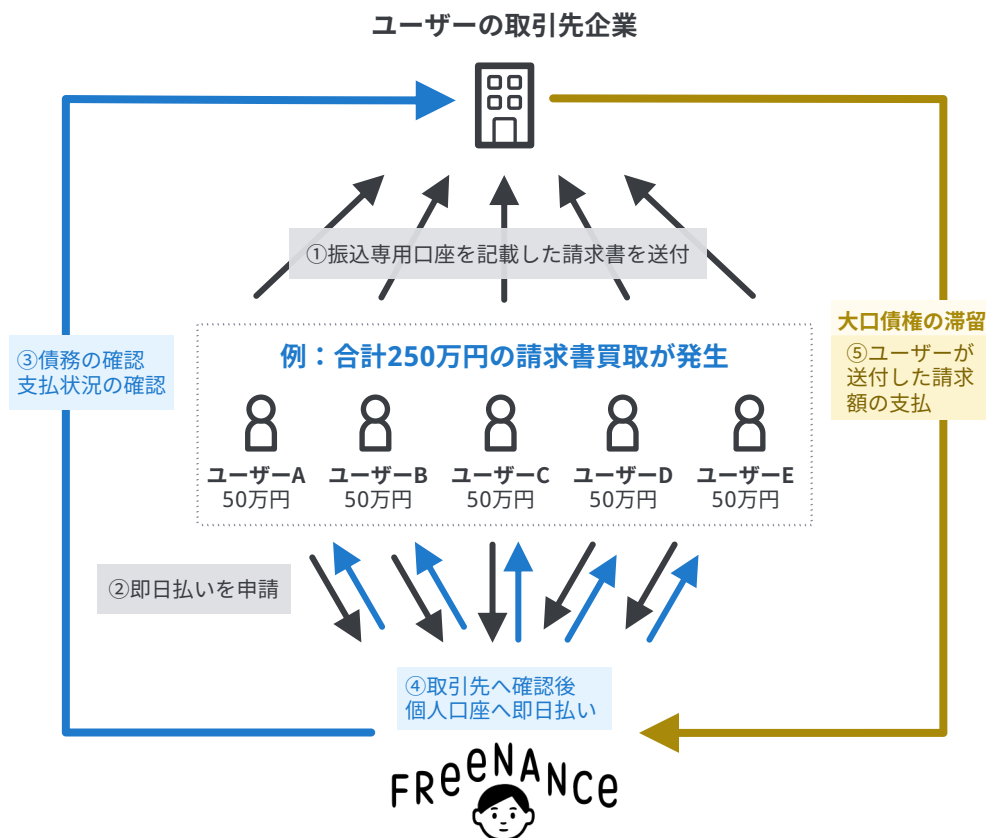 ユーザーの取引先企業
①振込専用口座を記載した請求書を送付
大口債権の滞留
⑤ユーザーが
送付した請求
額の支払
③債務の確認
支払状況の確認
例：合計250万円の請求書買取が発生
ユーザーA
50万円
ユーザーB
50万円
ユーザーC
50万円
ユーザーD
50万円
ユーザーE
50万円
②即日払いを申請
④取引先へ確認後
個人口座へ即日払い
FReeNANCe